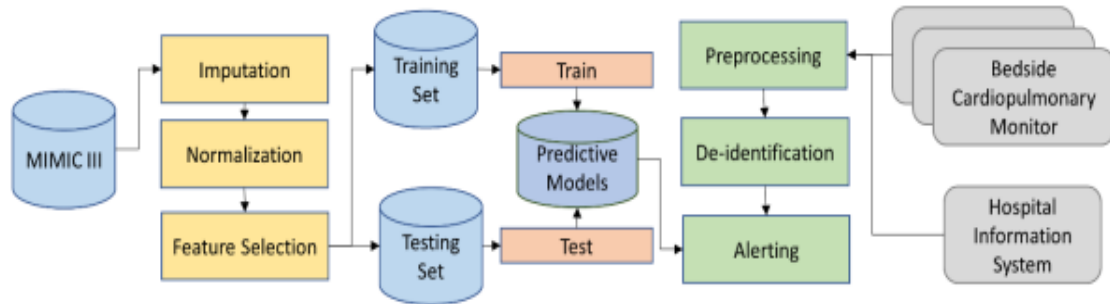 MIMIC III
Imputation
Normalization
Feature Selection
Training
Set
Testing
Set
Train
Predictive
Models
Test
Preprocessing
De-identification
Alerting
Bedside
Cardiopulmonary
Monitor
Hospital
Information
System